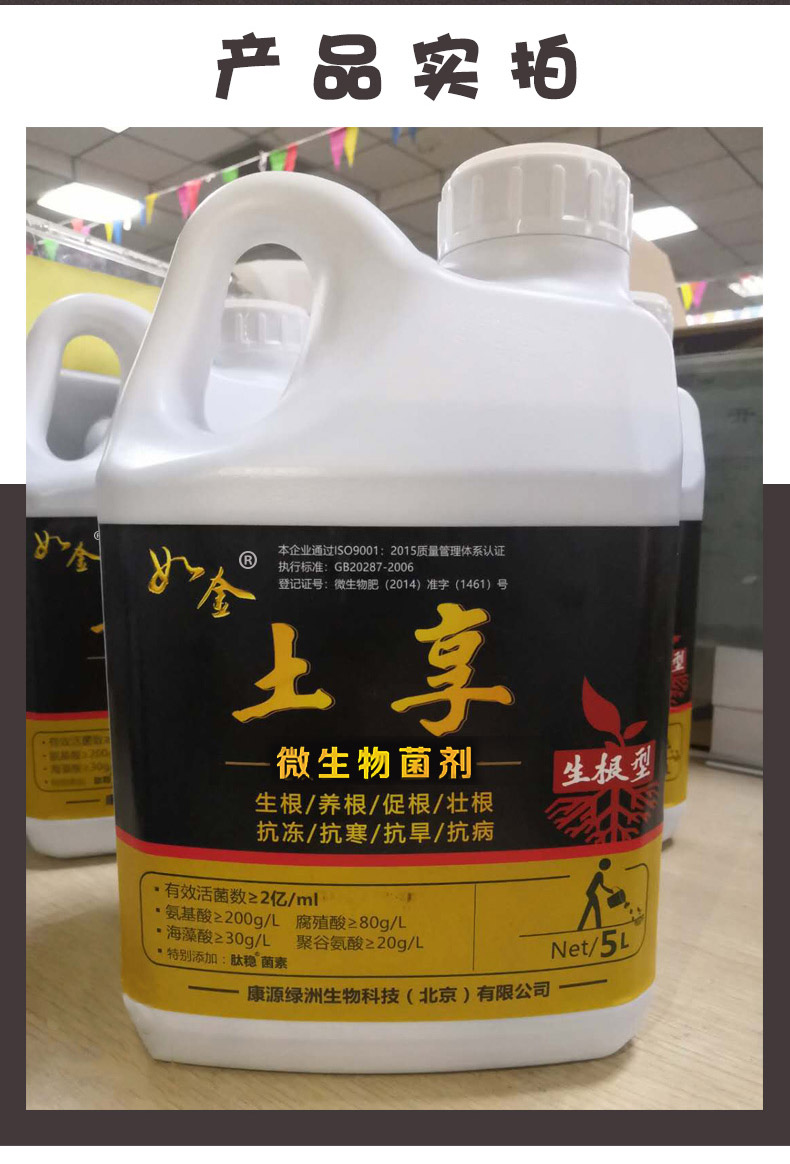 产品实拍
如金®
本企业通过ISO9001：2015质量管理体系认证
执行标准：GB20287-2006
登记证号：微生物肥（2014）准字（1461）号
土享
微生物菌剂
生根型
生根/养根/促根/壮根
抗冻/抗寒/抗旱/抗病
·有效活菌数≥2亿/ml
·氨基酸≥200g/L 腐殖酸≥80g/L
·海藻酸≥30g/L 聚谷氨酸≥20g/L
·特别添加：肽稳©菌素
Net/5L
康源绿洲生物科技（北京）有限公司
如金
型